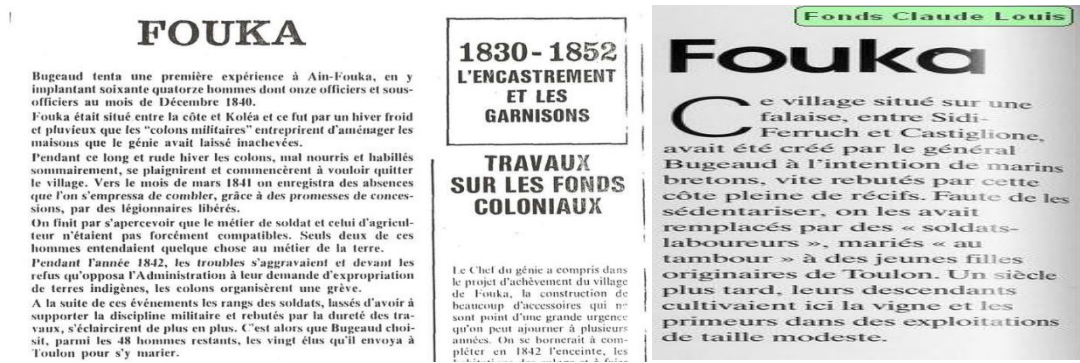 FOUKA
Bugeaud tenta une première expérience à Ain-Fouka, en y
implantant soixante quatorze hommes dont onze officiers et sous-
officiers au mois de Décembre 1840.
Fouka était situé entre la côte et Koléa et ce fut par un hiver froid
et pluvieux que les "colons militaires" entreprirent d'aménager les
maisons que le génie avait laissé inachevées.
Pendant ce long et rude hiver les colons, mal nourris et habillés
sommairement, se plaignirent et commencèrent à vouloir quitter
le village. Vers le mois de mars 1841 on enregistra des absences
que l'on s'empressa de combler, grâce à des promesses de conces-
sions, par des légionnaires libérés.
On finit par s'apercevoir que le métier de soldat et celui d'agricul-
teur n'étaient pas forcément compatibles. Seuls deux de ces
hommes entendaient quelque chose au métier de la terre.
Pendant l'année 1842, les troubles s'aggravaient et devant les
refus qu'opposa l'Administration à leur demande d'expropriation
de terres indigènes, les colons organisèrent une grève.
A la suite de ces événements les rangs des soldats, lassés d'avoir à
supporter la discipline militaire et rebutés par la dureté des tra-
vaux, s'éclaircirent de plus en plus. C'est alors que Bugeaud choi-
sit, parmi les 48 hommes restants, les vingt élus qu'il envoya à
Toulon pour s'y marier.
1830-1852
L'ENCASTREMENT
ET LES
GARNISONS
TRAVAUX
SUR LES FONDS
COLONIAUX
Le Chef du génie a compris dans
le projet d'achèvement du village
de Fouka, la construction de
beaucoup d'accessoires qui ne
sont point d'une grande urgence
qu'on peut ajourner à plusieurs
années. On se bornerait à com-
pléter en 1842 l'enceinte, les
Fonds Claude Louis
Fouka
Ce village situé sur une
falaise, entre Sidi-
Ferruch et Castiglione,
avait été créé par le général
Bugeaud à l'intention de marins
bretons, vite rebutés par cette
côte pleine de récifs. Faute de les
sédentariser, on les avait
remplacés par des « soldats-
laboureurs », mariés « au
tambour » à des jeunes filles
originaires de Toulon. Un siècle
plus tard, leurs descendants
cultivaient ici la vigne et les
primeurs dans des exploitations
de taille modeste.